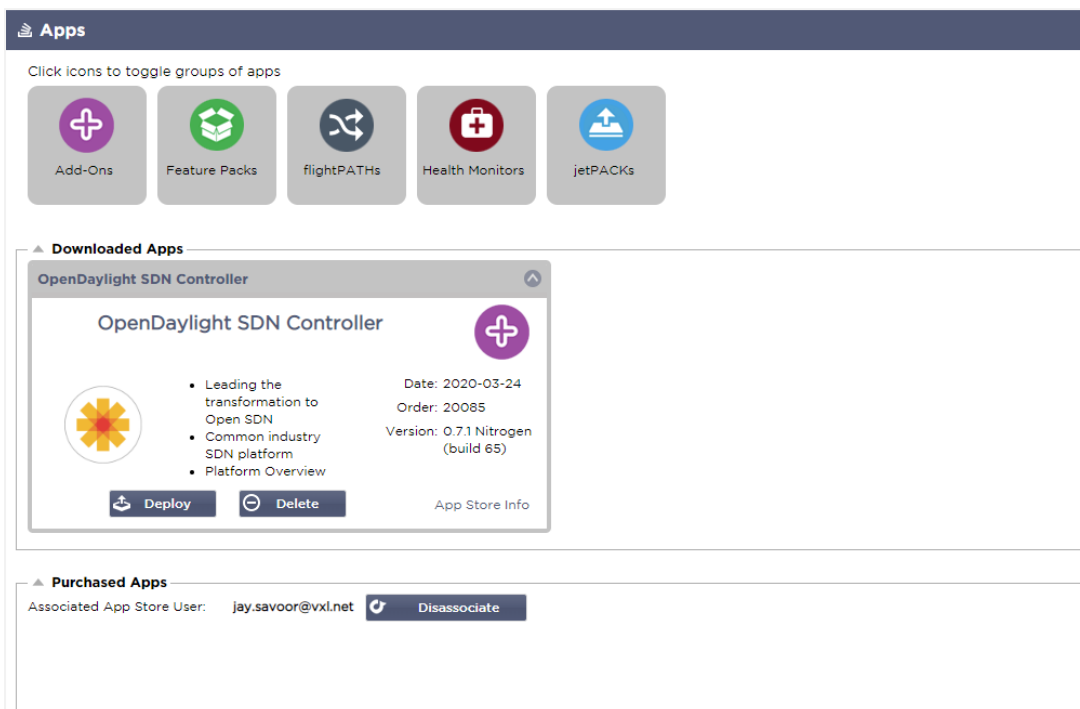 Apps
Click icons to toggle groups of apps
Add-Ons
Feature Packs
flightPATHs
Health Monitors
jetPACKs
Downloaded Apps
OpenDaylight SDN Controller
OpenDaylight SDN Controller
• Leading the
transformation to
Open SDN
• Common industry
SDN platform
• Platform Overview
Date: 2020-03-24
Order: 20085
Version: 0.7.1 Nitrogen
(build 65)
Deploy
Delete
App Store Info
Purchased Apps
Associated App Store User: jay.savoor@vxl.net Disassociate